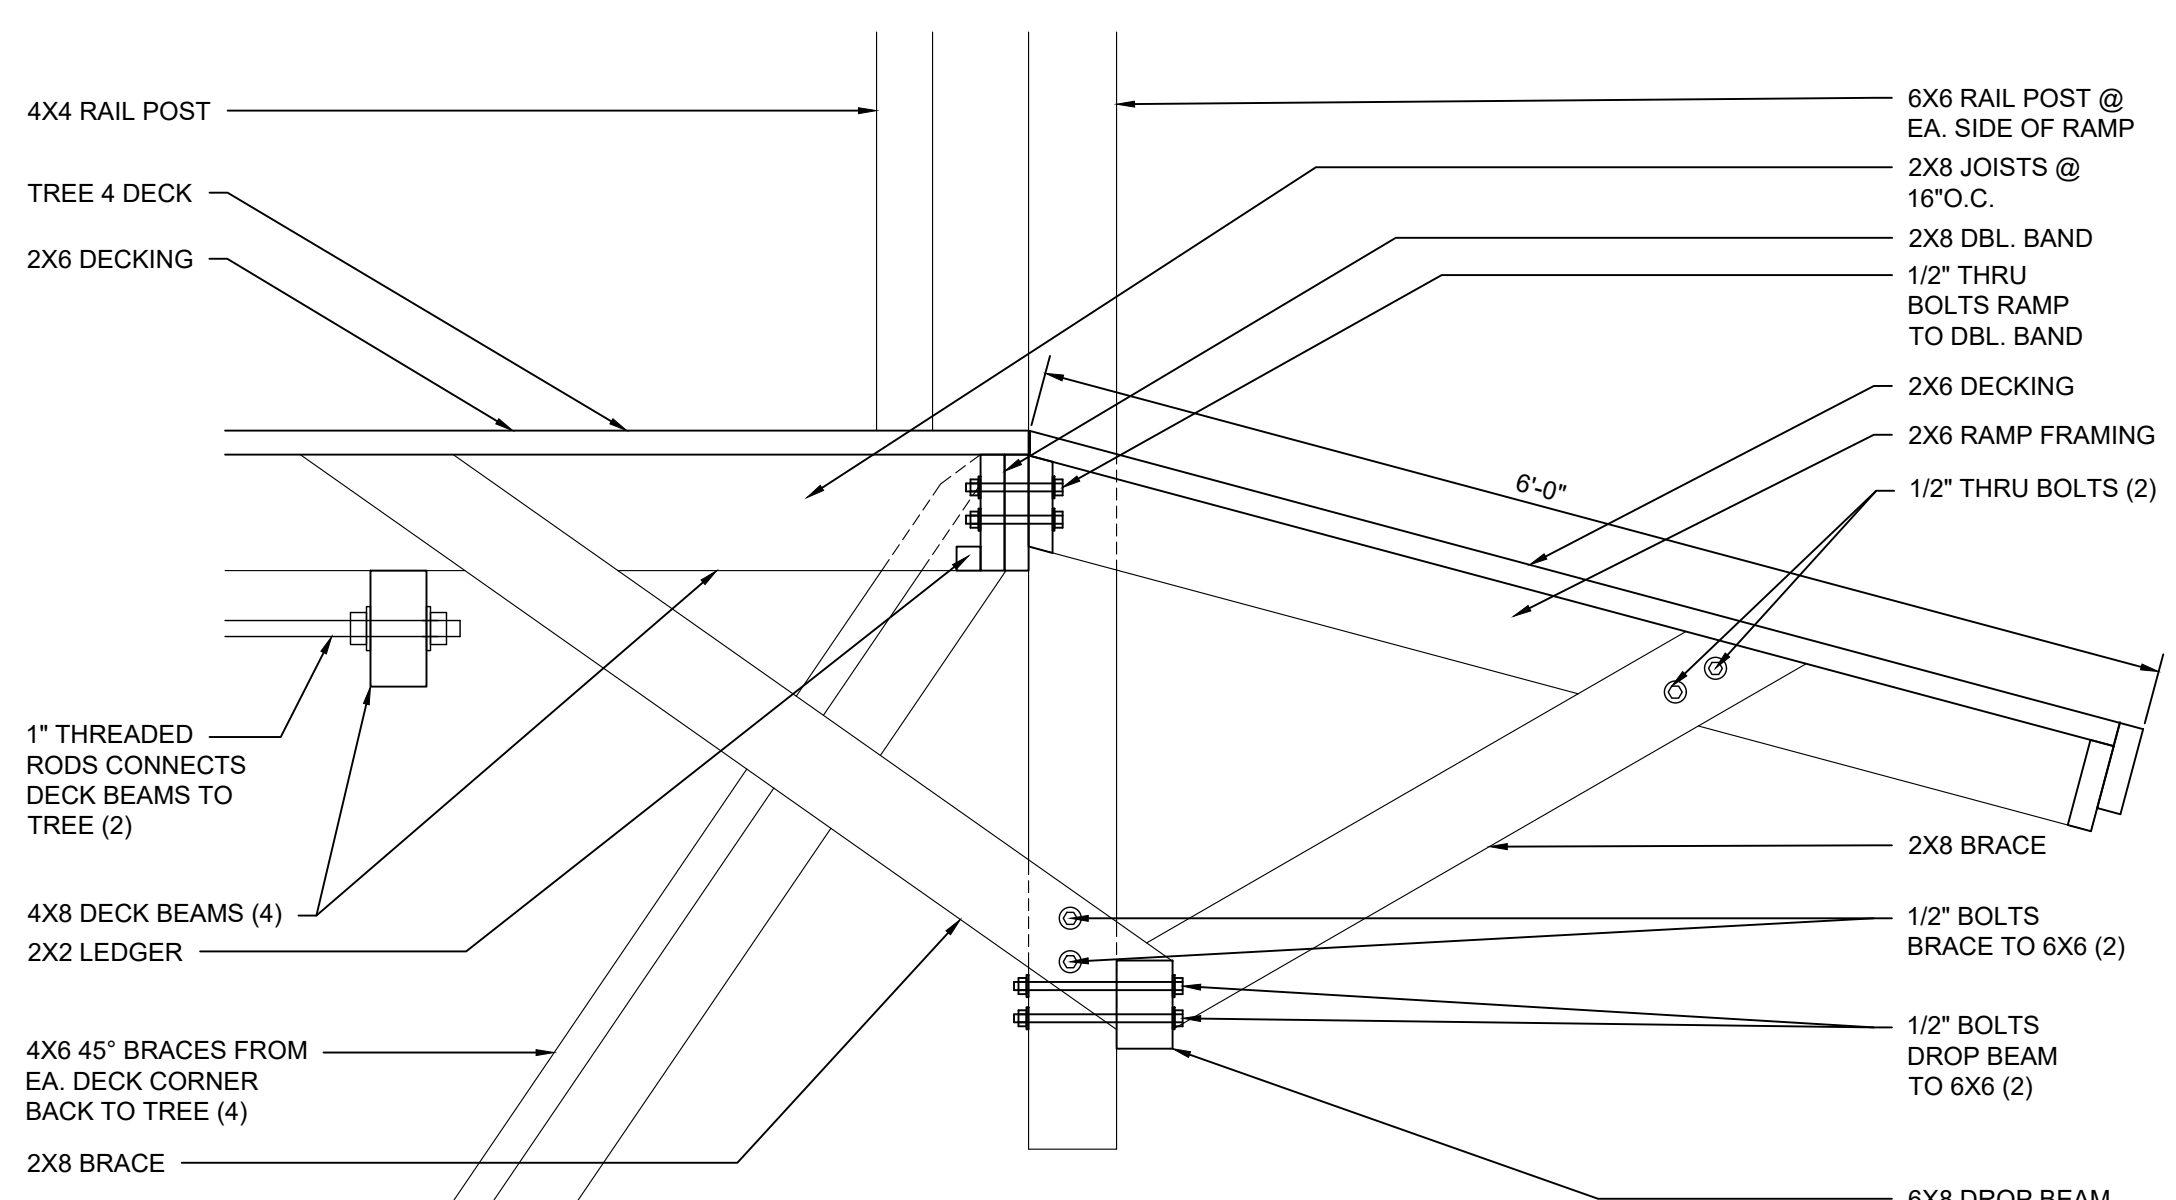 4X4 RAIL POST
TREE 4 DECK
2X6 DECKING
1" THREADED
RODS CONNECTS
DECK BEAMS TO
TREE (2)
4X8 DECK BEAMS (4)
2X2 LEDGER
4X6 45° BRACES FROM
EA. DECK CORNER
BACK TO TREE (4)
2X8 BRACE
6'-0"
6X6 RAIL POST @
EA. SIDE OF RAMP
2X8 JOISTS @
16"O.C.
2X8 DBL. BAND
1/2" THRU
BOLTS RAMP
TO DBL. BAND
2X6 DECKING
2X6 RAMP FRAMING
1/2" THRU BOLTS (2)
2X8 BRACE
1/2" BOLTS
BRACE TO 6X6 (2)
1/2" BOLTS
DROP BEAM
TO 6X6 (2)
6X8 DROP BEAM